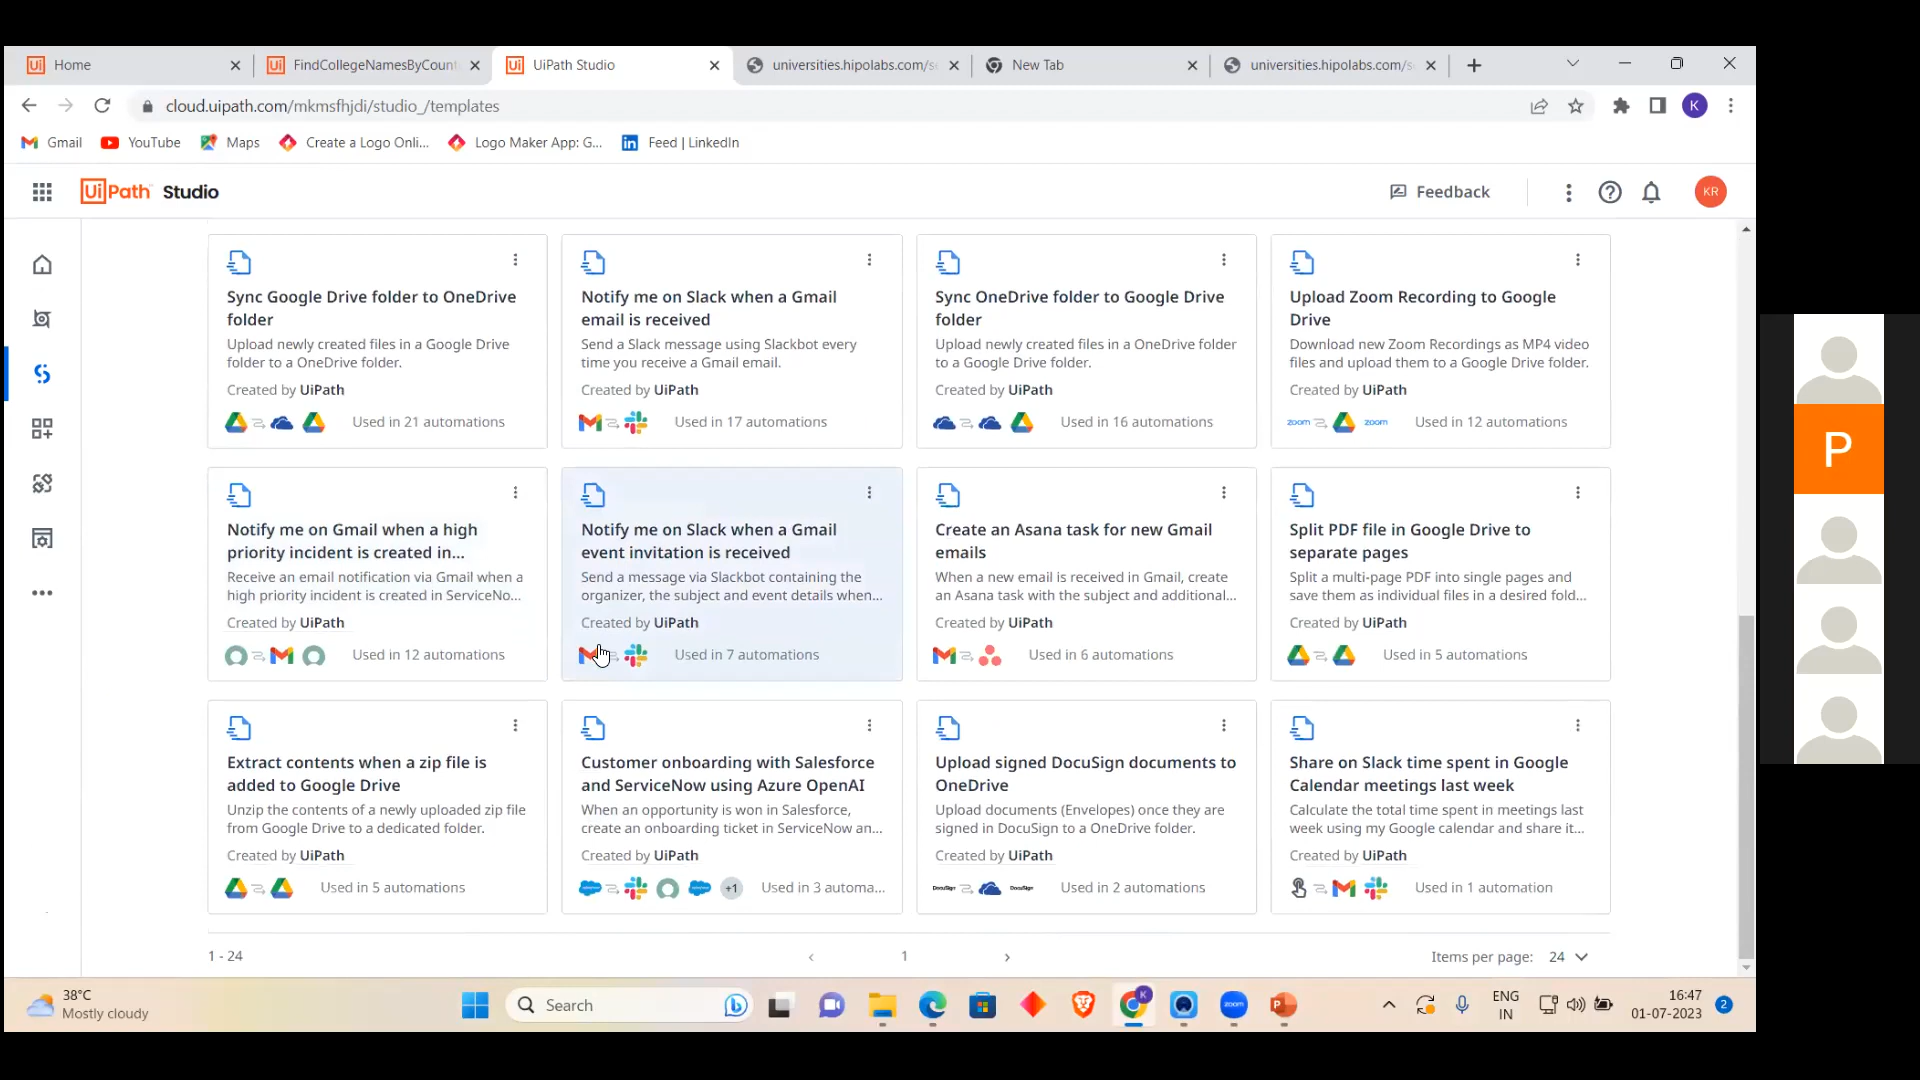 Home
FindCollegeNamesByCount
UiPath Studio
universities.hipolabs.com/s
New Tab
universities.hipolabs.com/s
cloud.uipath.com/mkmsfhjdi/studio_/templates
K
Gmail
YouTube
Maps
Create a Logo Onli...
Logo Maker App: G...
Feed | LinkedIn
UiPath Studio
Feedback
KR
Sync Google Drive folder to OneDrive
folder
Upload newly created files in a Google Drive
folder to a OneDrive folder.
Created by UiPath
Used in 21 automations
Notify me on Slack when a Gmail
email is received
Send a Slack message using Slackbot every
time you receive a Gmail email.
Created by UiPath
Used in 17 automations
Sync OneDrive folder to Google Drive
folder
Upload newly created files in a OneDrive folder
to a Google Drive folder.
Created by UiPath
Used in 16 automations
Upload Zoom Recording to Google
Drive
Download new Zoom Recordings as MP4 video
files and upload them to a Google Drive folder.
Created by UiPath
zoom zoom Used in 12 automations
Notify me on Gmail when a high
priority incident is created in...
Receive an email notification via Gmail when a
high priority incident is created in ServiceNo...
Created by UiPath
Used in 12 automations
Notify me on Slack when a Gmail
event invitation is received
Send a message via Slackbot containing the
organizer, the subject and event details when...
Created by UiPath
Used in 7 automations
Create an Asana task for new Gmail
emails
When a new email is received in Gmail, create
an Asana task with the subject and additional...
Created by UiPath
Used in 6 automations
Split PDF file in Google Drive to
separate pages
Split a multi-page PDF into single pages and
save them as individual files in a desired fold...
Created by UiPath
Used in 5 automations
Extract contents when a zip file is
added to Google Drive
Unzip the contents of a newly uploaded zip file
from Google Drive to a dedicated folder.
Created by UiPath
Used in 5 automations
Customer onboarding with Salesforce
and ServiceNow using Azure OpenAI
When an opportunity is won in Salesforce,
create an onboarding ticket in ServiceNow an...
Created by UiPath
+1 Used in 3 automa...
Upload signed DocuSign documents to
OneDrive
Upload documents (Envelopes) once they are
signed in DocuSign to a OneDrive folder.
Created by UiPath
DocuSign DocuSign Used in 2 automations
Share on Slack time spent in Google
Calendar meetings last week
Calculate the total time spent in meetings last
week using my Google calendar and share it...
Created by UiPath
Used in 1 automation
1 - 24
1
Items per page: 24
P
38°C
Mostly cloudy
Search
K
zoom
ENG
IN
16:47
01-07-2023
2